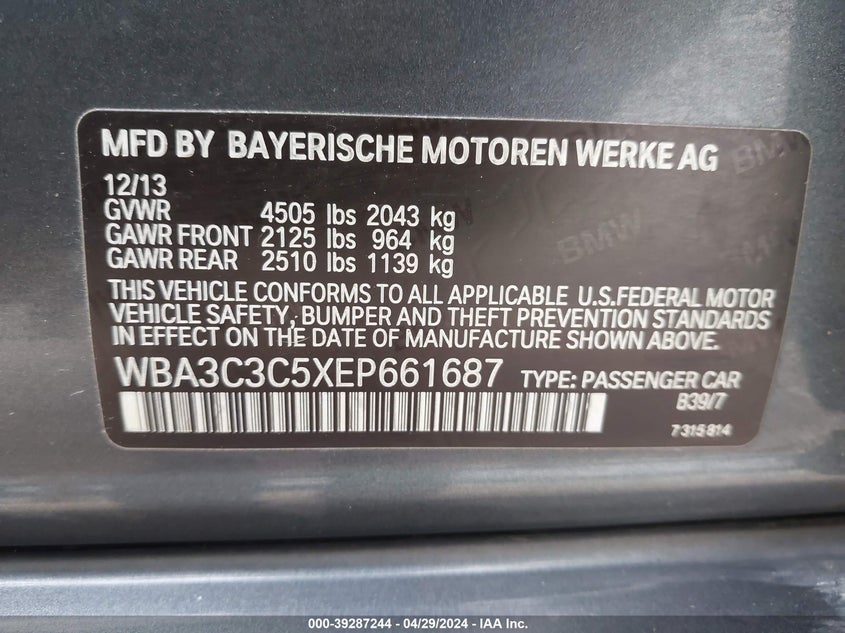 MFD BY BAYERISCHE MOTOREN WERKE AG
12/13
GVWR 4505 lbs 2043 kg
GAWR FRONT 2125 lbs 964 kg
GAWR REAR 2510 lbs 1139 kg
THIS VEHICLE CONFORMS TO ALL APPLICABLE U.S.FEDERAL MOTOR
VEHICLE SAFETY, BUMPER AND THEFT PREVENTION STANDARDS
IN EFFECT ON THE DATE OF MANUFACTURE SHOWN ABOVE.
WBA3C3C5XEP661687 TYPE: PASSENGER CAR
B39/7
7 315 814
BMW
BMW
000-39287244 - 04/29/2024 - IAA Inc.